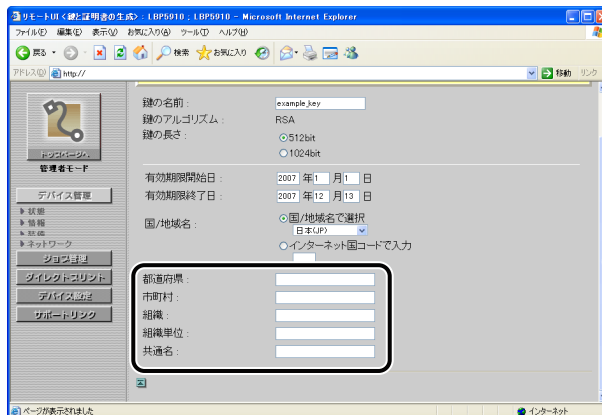 リモートUI <鍵と証明書の生成> : LBP5910 : LBP5910 - Microsoft Internet Explorer
ファイル(F) 編集(E) 表示(V) お気に入り(A) ツール(T) ヘルプ(H)
戻る 検索 お気に入り
アドレス(D) http:// 移動 リンク
鍵の名前 : example_key
鍵のアルゴリズム : RSA
鍵の長さ : 512bit
1024bit
トップページへ
管理者モード
有効期限開始日 : 2007 年 1 月 1 日
有効期限終了日 : 2007 年 12 月 13 日
国/地域名 : 国/地域名で選択
日本(JP)
インターネット国コードで入力
デバイス管理
状態
情報
ネットワーク
ジョブ管理
ダイレクトプリント
デバイス設定
サポートリンク
都道府県 :
市町村 :
組織 :
組織単位 :
共通名 :
ページが表示されました インターネット